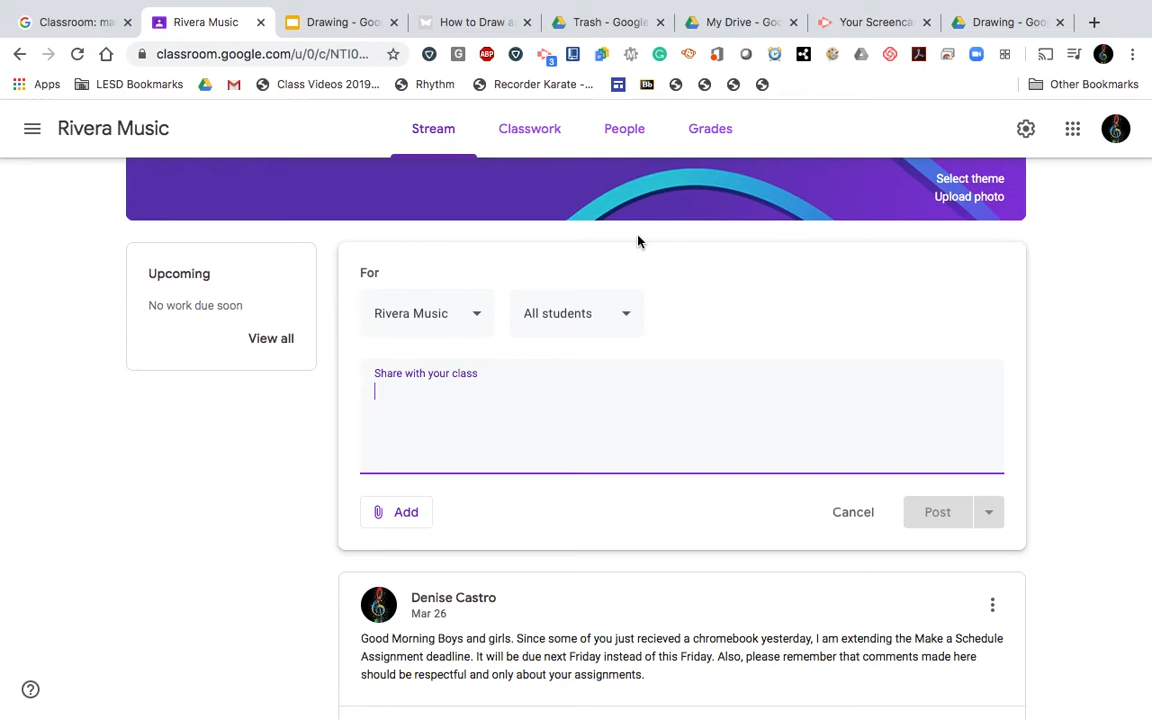 Classroom: ma
Rivera Music
Drawing - Goo
How to Draw a
Trash - Google
My Drive - Goo
Your Screenca
Drawing - Goo
classroom.google.com/u/0/c/NTI0...
3
Apps
LESD Bookmarks
Class Videos 2019...
Rhythm
Recorder Karate -...
Bb
Other Bookmarks
Rivera Music
Stream
Classwork
People
Grades
Select theme
Upload photo
Upcoming
No work due soon
View all
For
Rivera Music
All students
Share with your class
Add
Cancel
Post
Denise Castro
Mar 26
Good Morning Boys and girls. Since some of you just recieved a chromebook yesterday, I am extending the Make a Schedule
Assignment deadline. It will be due next Friday instead of this Friday. Also, please remember that comments made here
should be respectful and only about your assignments.